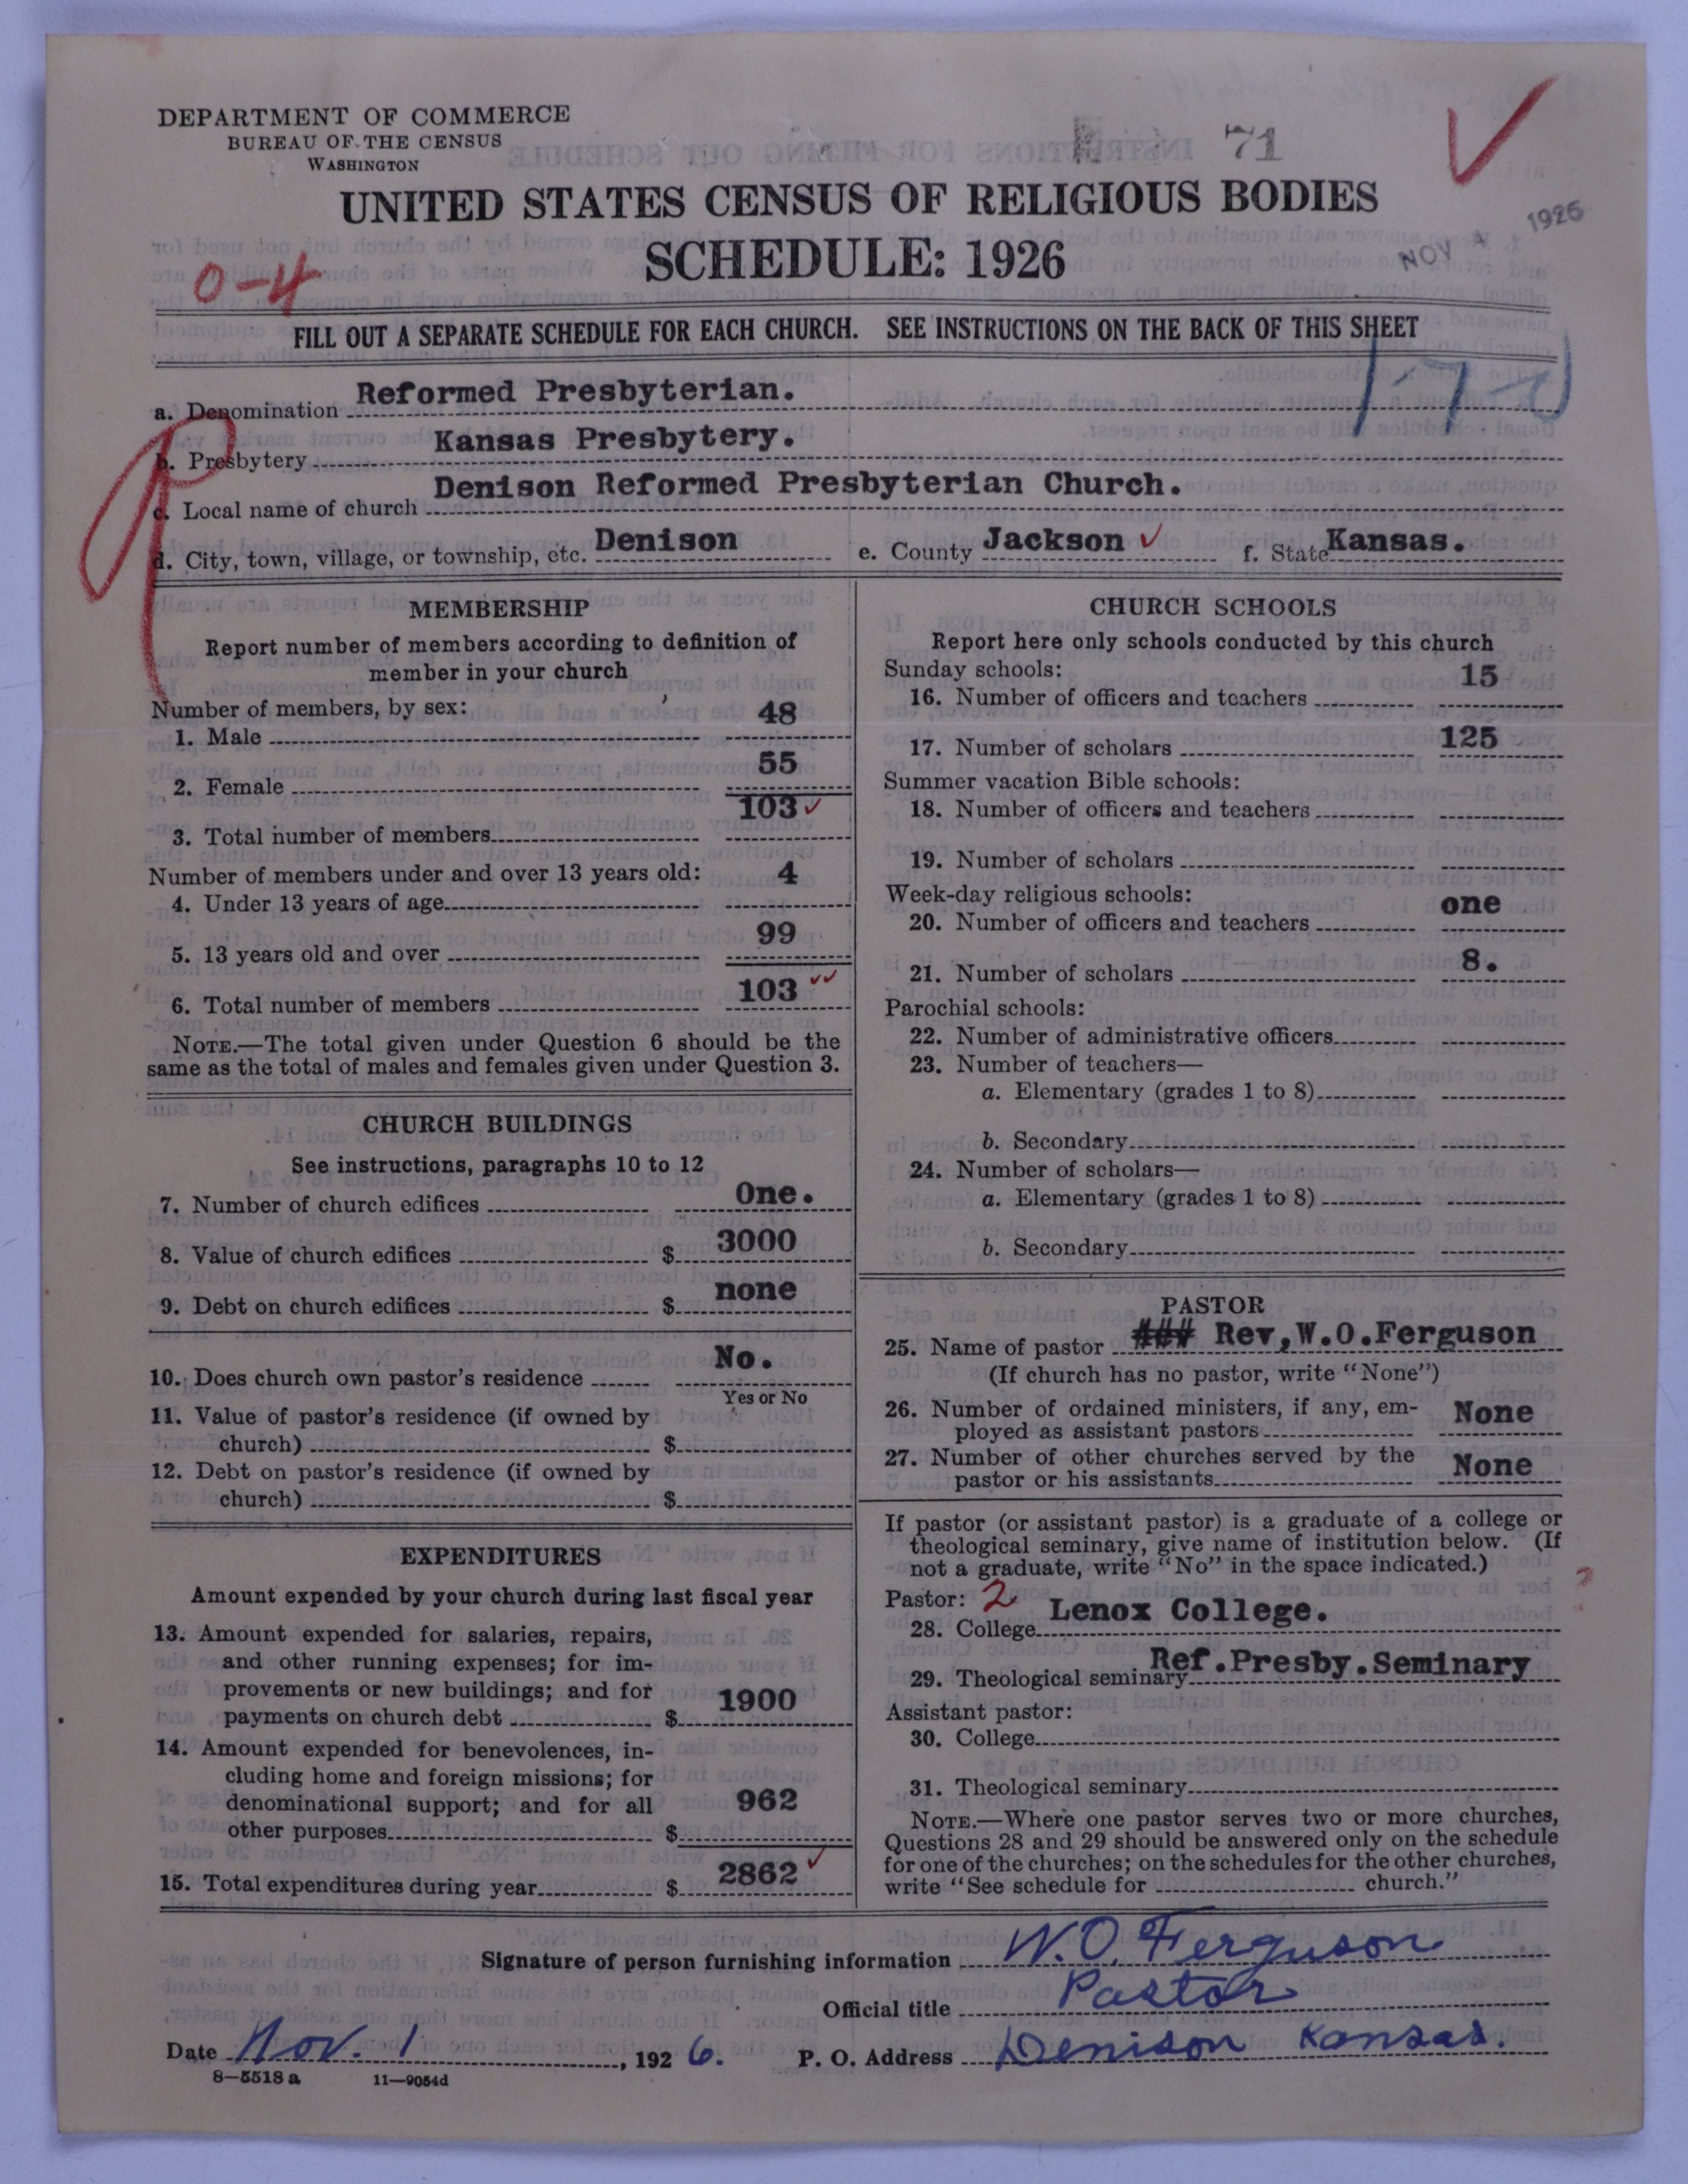 DEPARTMENT OF COMMERCE
BUREAU OF THE CENSUS
WASHINGTON
71
UNITED STATES CENSUS OF RELIGIOUS BODIES
SCHEDULE: 1926
NOV 4 1926
0-4
FILL OUT A SEPARATE SCHEDULE FOR EACH CHURCH. SEE INSTRUCTIONS ON THE BACK OF THIS SHEET
a. Denomination Reformed Presbyterian.
b. Presbytery Kansas Presbytery.
c. Local name of church Denison Reformed Presbyterian Church.
d. City, town, village, or township, etc. Denison e. County Jackson f. State Kansas.
MEMBERSHIP
Report number of members according to definition of
member in your church
Number of members, by sex:
1. Male 48
2. Female 55
3. Total number of members 103
Number of members under and over 13 years old:
4. Under 13 years of age 4
5. 13 years old and over 99
6. Total number of members 103
NOTE.—The total given under Question 6 should be the
same as the total of males and females given under Question 3.
CHURCH BUILDINGS
See instructions, paragraphs 10 to 12
7. Number of church edifices One.
8. Value of church edifices $ 3000
9. Debt on church edifices $ none
10. Does church own pastor's residence No.
Yes or No
11. Value of pastor's residence (if owned by
church) $
12. Debt on pastor's residence (if owned by
church) $
EXPENDITURES
Amount expended by your church during last fiscal year
13. Amount expended for salaries, repairs,
and other running expenses; for im-
provements or new buildings; and for
payments on church debt $ 1900
14. Amount expended for benevolences, in-
cluding home and foreign missions; for
denominational support; and for all
other purposes $ 962
15. Total expenditures during year $ 2862
CHURCH SCHOOLS
Report here only schools conducted by this church
Sunday schools:
16. Number of officers and teachers 15
17. Number of scholars 125
Summer vacation Bible schools:
18. Number of officers and teachers
19. Number of scholars
Week-day religious schools:
20. Number of officers and teachers one
21. Number of scholars 8.
Parochial schools:
22. Number of administrative officers
23. Number of teachers—
a. Elementary (grades 1 to 8)
b. Secondary
24. Number of scholars—
a. Elementary (grades 1 to 8)
b. Secondary
PASTOR
25. Name of pastor ### Rev,W.O.Ferguson
(If church has no pastor, write "None")
26. Number of ordained ministers, if any, em-
ployed as assistant pastors None
27. Number of other churches served by the
pastor or his assistants None
If pastor (or assistant pastor) is a graduate of a college or
theological seminary, give name of institution below. (If
not a graduate, write "No" in the space indicated.)
Pastor: 2
28. College Lenox College.
29. Theological seminary Ref.Presby.Seminary
Assistant pastor:
30. College
31. Theological seminary
NOTE.—Where one pastor serves two or more churches,
Questions 28 and 29 should be answered only on the schedule
for one of the churches; on the schedules for the other churches,
write "See schedule for church."
Signature of person furnishing information W. O. Ferguson
Official title Pastor
Date Nov. 1, 1926. P. O. Address Denison Kansas.
8—5518 a 11—9054d